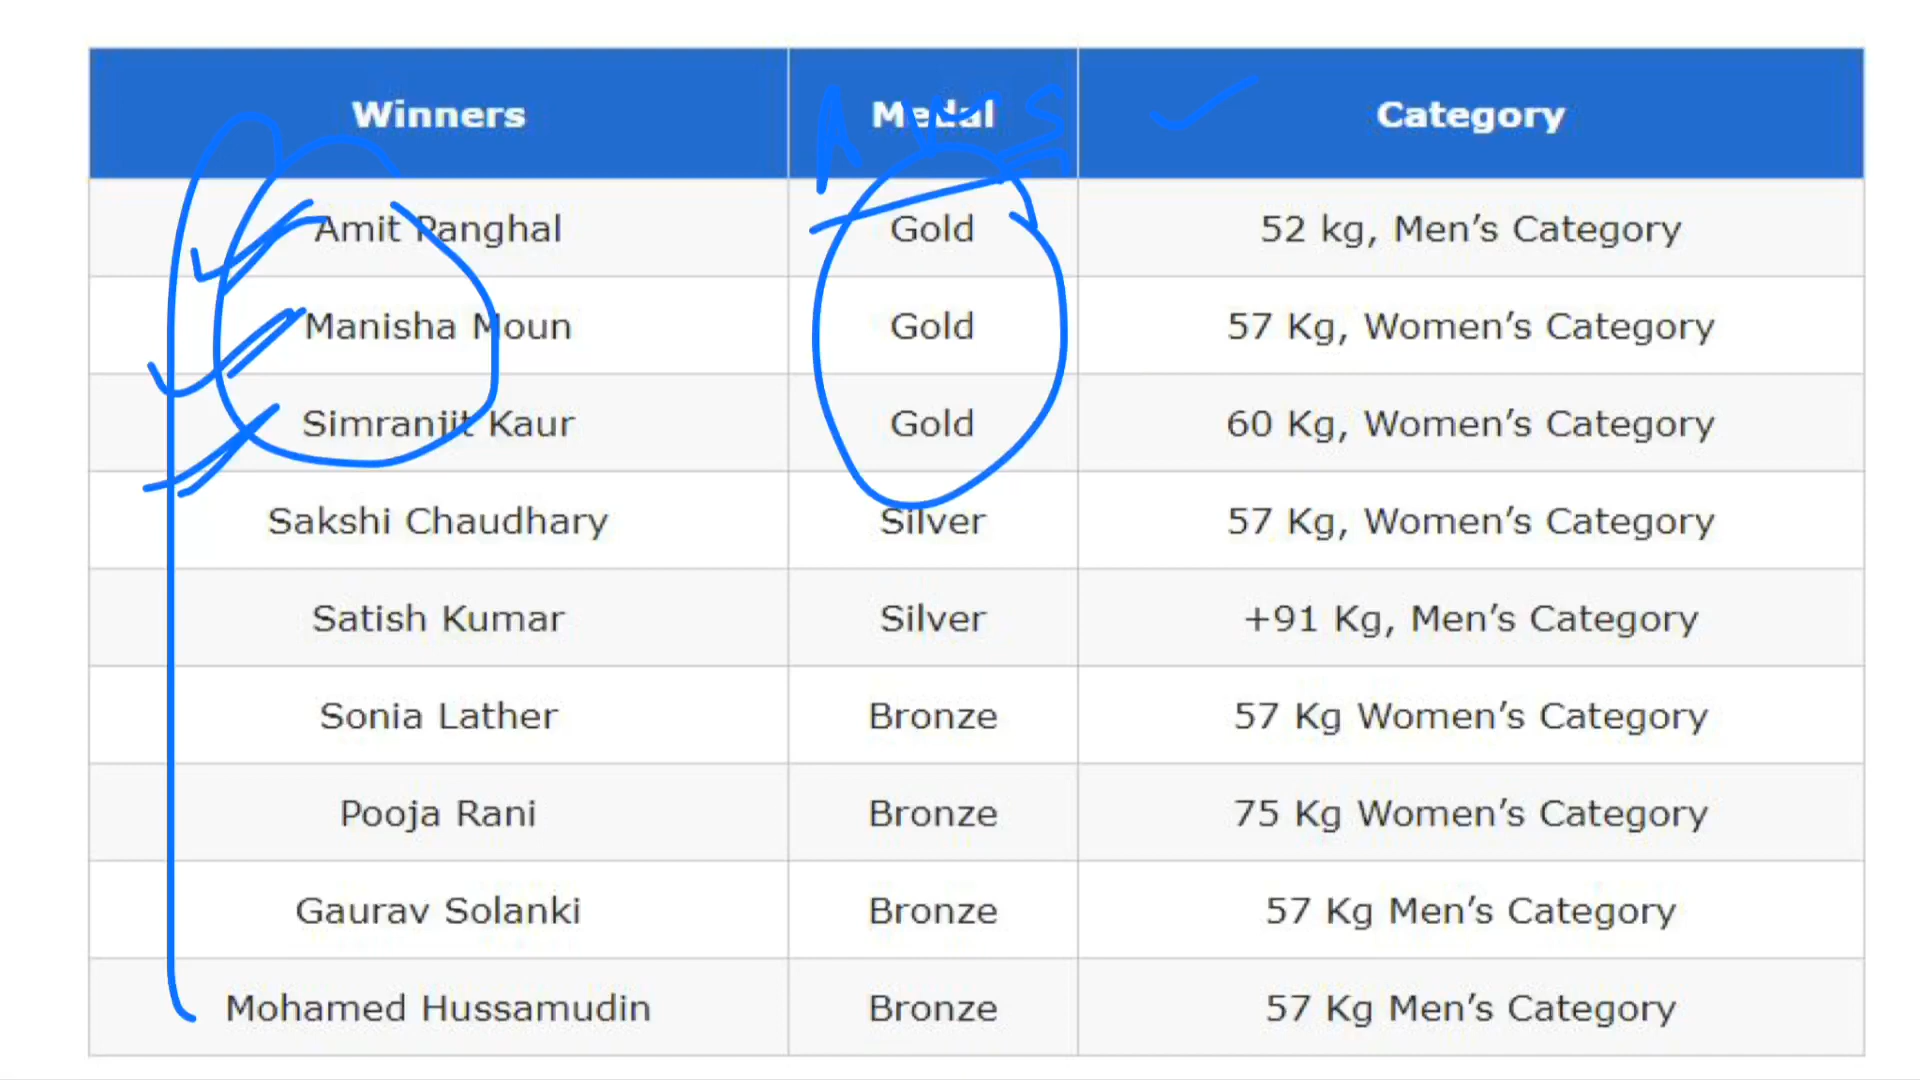 Winners Medal Category
Amit Panghal Gold 52 kg, Men’s Category
Manisha Moun Gold 57 Kg, Women’s Category
Simranjit Kaur Gold 60 Kg, Women’s Category
Sakshi Chaudhary Silver 57 Kg, Women’s Category
Satish Kumar Silver +91 Kg, Men’s Category
Sonia Lather Bronze 57 Kg Women’s Category
Pooja Rani Bronze 75 Kg Women’s Category
Gaurav Solanki Bronze 57 Kg Men’s Category
Mohamed Hussamudin Bronze 57 Kg Men’s Category